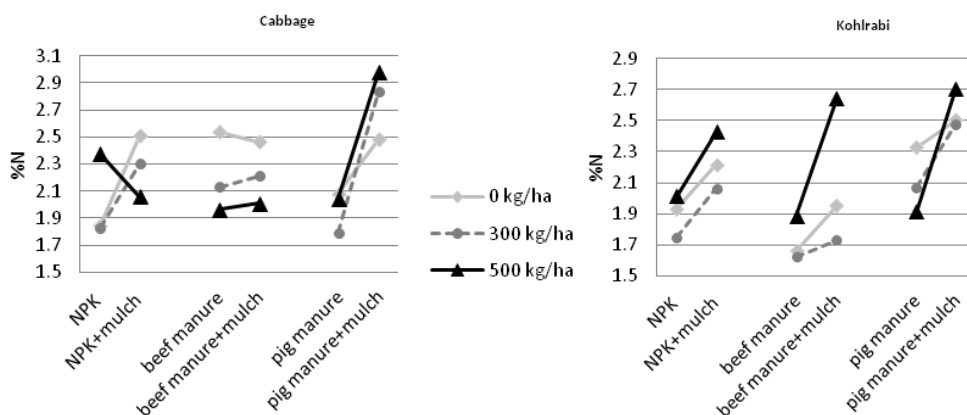 Cabbage
%N
3.1
2.9
2.7
2.5
2.3
2.1
1.9
1.7
1.5
NPK
NPK+mulch
beef manure
beef manure+mulch
pig manure
pig manure+mulch
0 kg/ha
300 kg/ha
500 kg/ha
Kohlrabi
%N
2.9
2.7
2.5
2.3
2.1
1.9
1.7
1.5
NPK
NPK+mulch
beef manure
beef manure+mulch
pig manure
pig manure+mulch